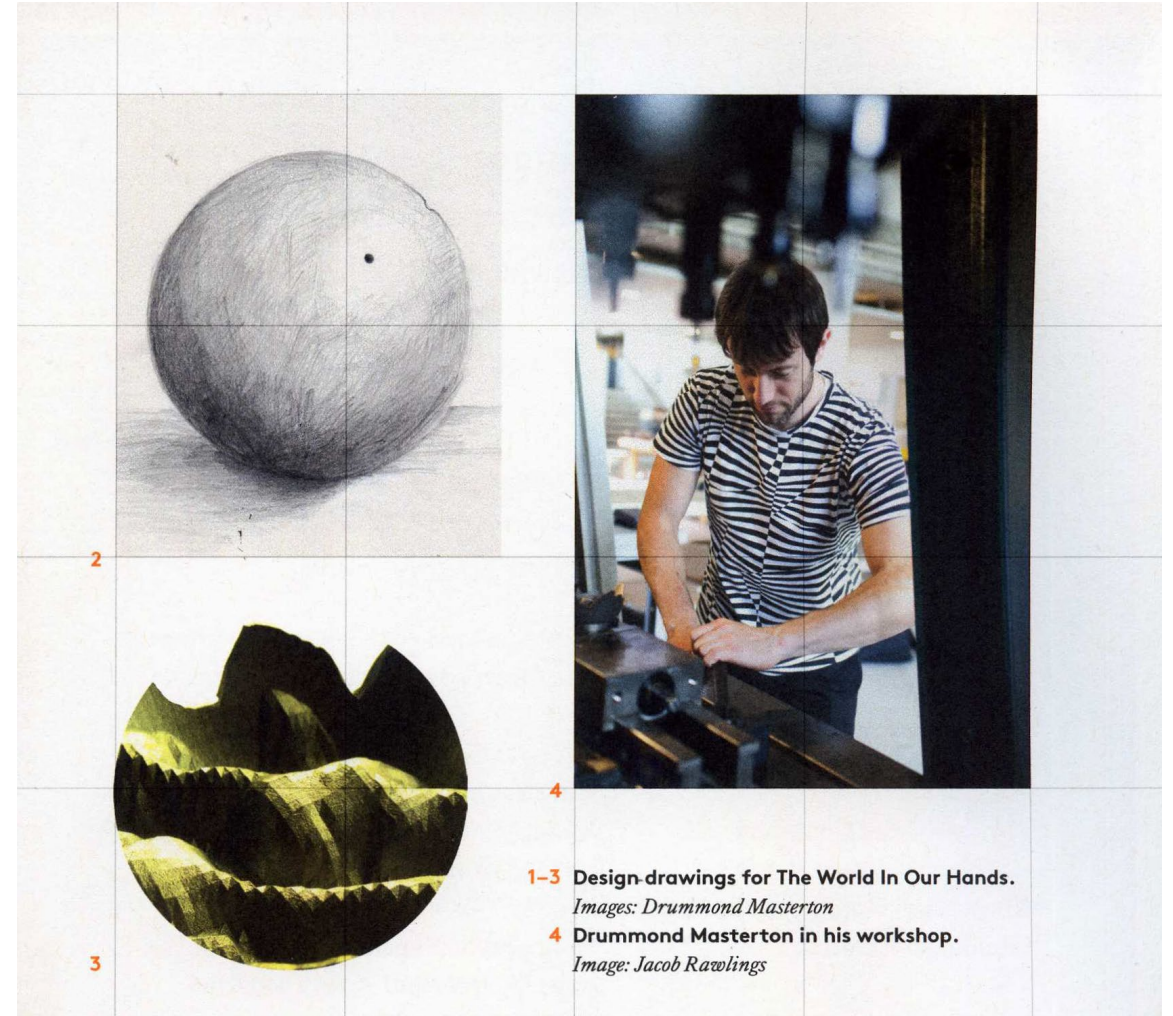 2
4
3
1–3 Design drawings for The World In Our Hands.
Images: Drummond Masterton
4 Drummond Masterton in his workshop.
Image: Jacob Rawlings